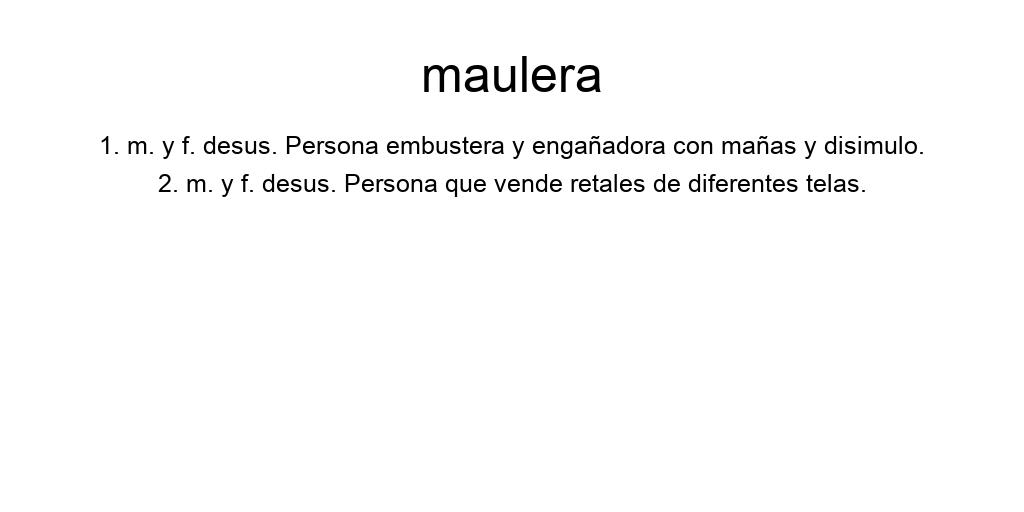 maulera
1. m. y f. desus. Persona embustera y engañadora con mañas y disimulo.
2. m. y f. desus. Persona que vende retales de diferentes telas.